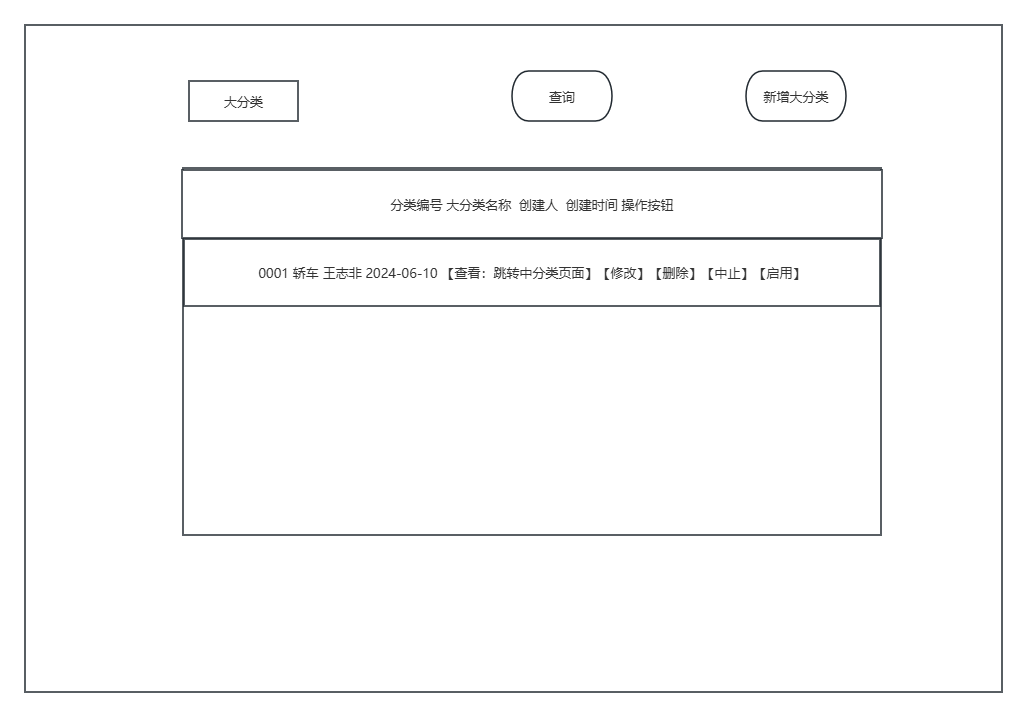 大分类
查询
新增大分类
分类编号 大分类名称  创建人  创建时间 操作按钮
0001 轿车 王志非 2024-06-10 【查看：跳转中分类页面】【修改】【删除】【中止】【启用】